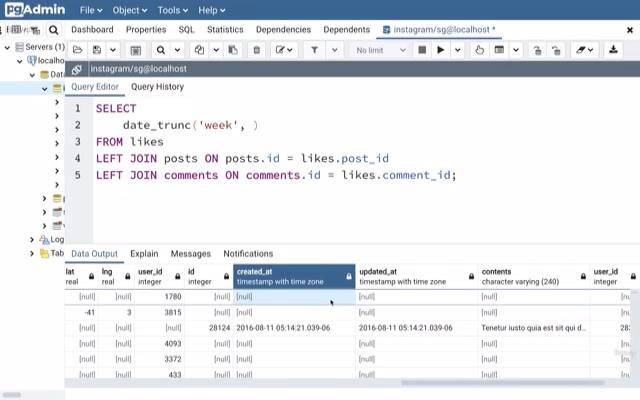 pgAdmin File Object Tools Help
Dashboard Properties SQL Statistics Dependencies Dependents instagram/sg@localhost *
Servers (1)
localho
Data
No limit
instagram/sg@localhost
Query Editor Query History
1 SELECT
2 date_trunc('week', )
3 FROM likes
4 LEFT JOIN posts ON posts.id = likes.post_id
5 LEFT JOIN comments ON comments.id = likes.comment_id;
Log
Tab
Data Output Explain Messages Notifications
lat lng user_id id created_at updated_at contents user_id
real real integer integer timestamp with time zone timestamp with time zone character varying (240) integer
[null] [null] 1780 [null] [null] [null] [null]
-41 3 3815 [null] [null] [null] [null]
[null] [null] [null] 28124 2016-08-11 05:14:21.039-06 2016-08-11 05:14:21.039-06 Tenetur iusto quia est sit qui d...
[null] [null] 4093 [null] [null] [null] [null]
[null] [null] 3372 [null] [null] [null] [null]
[null] [null] 433 [null] [null] [null] [null]